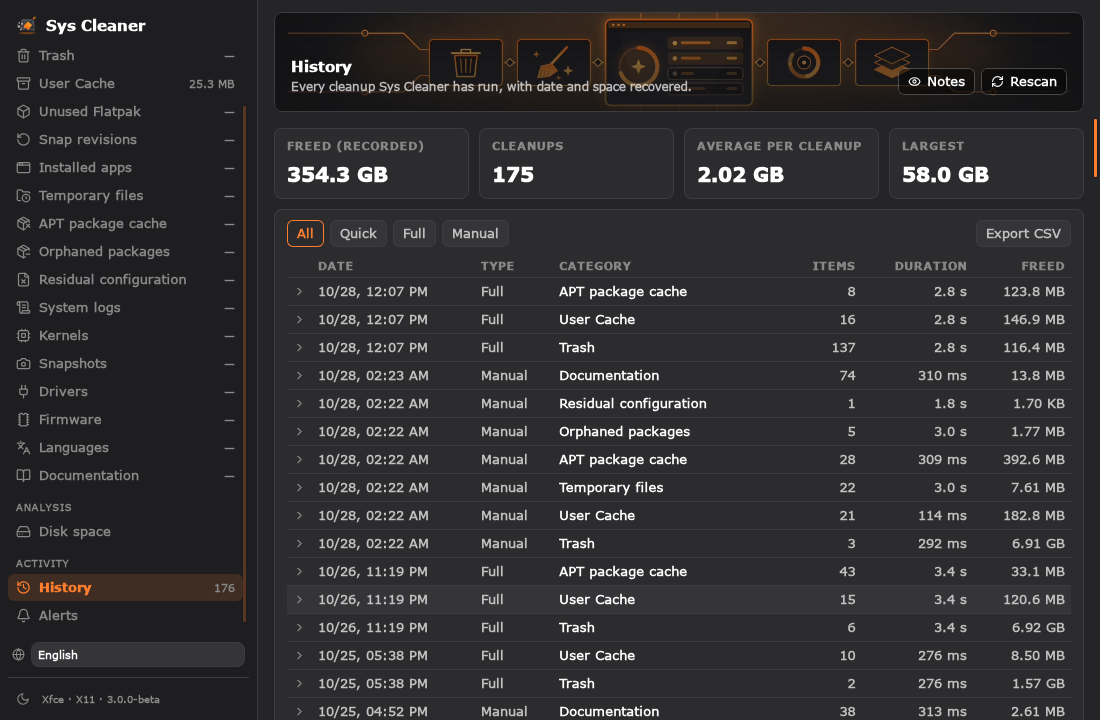 Sys Cleaner
Trash —
User Cache 25.3 MB
Unused Flatpak —
Snap revisions —
Installed apps —
Temporary files —
APT package cache —
Orphaned packages —
Residual configuration —
System logs —
Kernels —
Snapshots —
Drivers —
Firmware —
Languages —
Documentation —
ANALYSIS
Disk space
ACTIVITY
History 176
Alerts
English
Xfce · X11 · 3.0.0-beta
History
Every cleanup Sys Cleaner has run, with date and space recovered.
Notes
Rescan
FREED (RECORDED)
354.3 GB
CLEANUPS
175
AVERAGE PER CLEANUP
2.02 GB
LARGEST
58.0 GB
All Quick Full Manual Export CSV
DATE TYPE CATEGORY ITEMS DURATION FREED
10/28, 12:07 PM Full APT package cache 8 2.8 s 123.8 MB
10/28, 12:07 PM Full User Cache 16 2.8 s 146.9 MB
10/28, 12:07 PM Full Trash 137 2.8 s 116.4 MB
10/28, 02:23 AM Manual Documentation 74 310 ms 13.8 MB
10/28, 02:22 AM Manual Residual configuration 1 1.8 s 1.70 KB
10/28, 02:22 AM Manual Orphaned packages 5 3.0 s 1.77 MB
10/28, 02:22 AM Manual APT package cache 28 309 ms 392.6 MB
10/28, 02:22 AM Manual Temporary files 22 3.0 s 7.61 MB
10/28, 02:22 AM Manual User Cache 21 114 ms 182.8 MB
10/28, 02:22 AM Manual Trash 3 292 ms 6.91 GB
10/26, 11:19 PM Full APT package cache 43 3.4 s 33.1 MB
10/26, 11:19 PM Full User Cache 15 3.4 s 120.6 MB
10/26, 11:19 PM Full Trash 6 3.4 s 6.92 GB
10/25, 05:38 PM Full User Cache 10 276 ms 8.50 MB
10/25, 05:38 PM Full Trash 2 276 ms 1.57 GB
10/25, 04:52 PM Manual Documentation 38 313 ms 2.61 MB